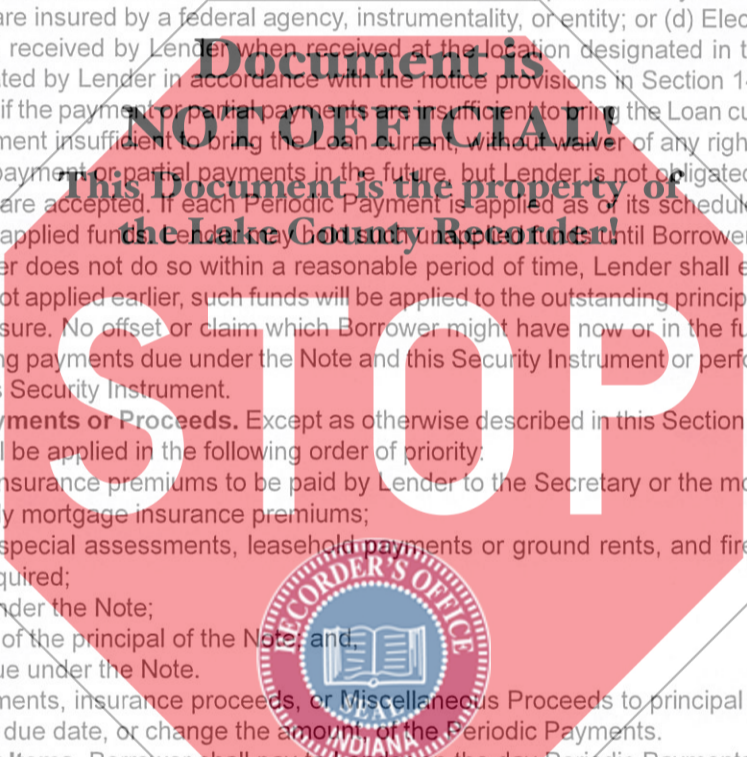 are insured by a federal agency, instrumentality, or entity; or (d) Elec
received by Lender when received at the location designated in t
ted by Lender in accordance with the notice provisions in Section 1
if the payment or partial payments are insufficient to bring the Loan cu
ment insufficient to bring the Loan current, without waiver of any righ
payment or partial payments in the future, but Lender is not obligated
are accepted. If each Periodic Payment is applied as of its schedul
applied funds. Lender may hold such unapplied funds until Borrower
er does not do so within a reasonable period of time, Lender shall e
ot applied earlier, such funds will be applied to the outstanding princip
sure. No offset or claim which Borrower might have now or in the fu
ng payments due under the Note and this Security Instrument or perfo
s Security Instrument.
yments or Proceeds. Except as otherwise described in this Section
l be applied in the following order of priority:
insurance premiums to be paid by Lender to the Secretary or the mo
ly mortgage insurance premiums;
special assessments, leasehold payments or ground rents, and fire
quired;
nder the Note;
of the principal of the Note; and,
ue under the Note.
ments, insurance proceeds, or Miscellaneous Proceeds to principal
due date, or change the amount, of the Periodic Payments.
Document is
NOT OFFICIAL!
This Document is the property of
the Lake County Recorder!
STOP
RECORDER'S OFFICE
SEAL
INDIANA